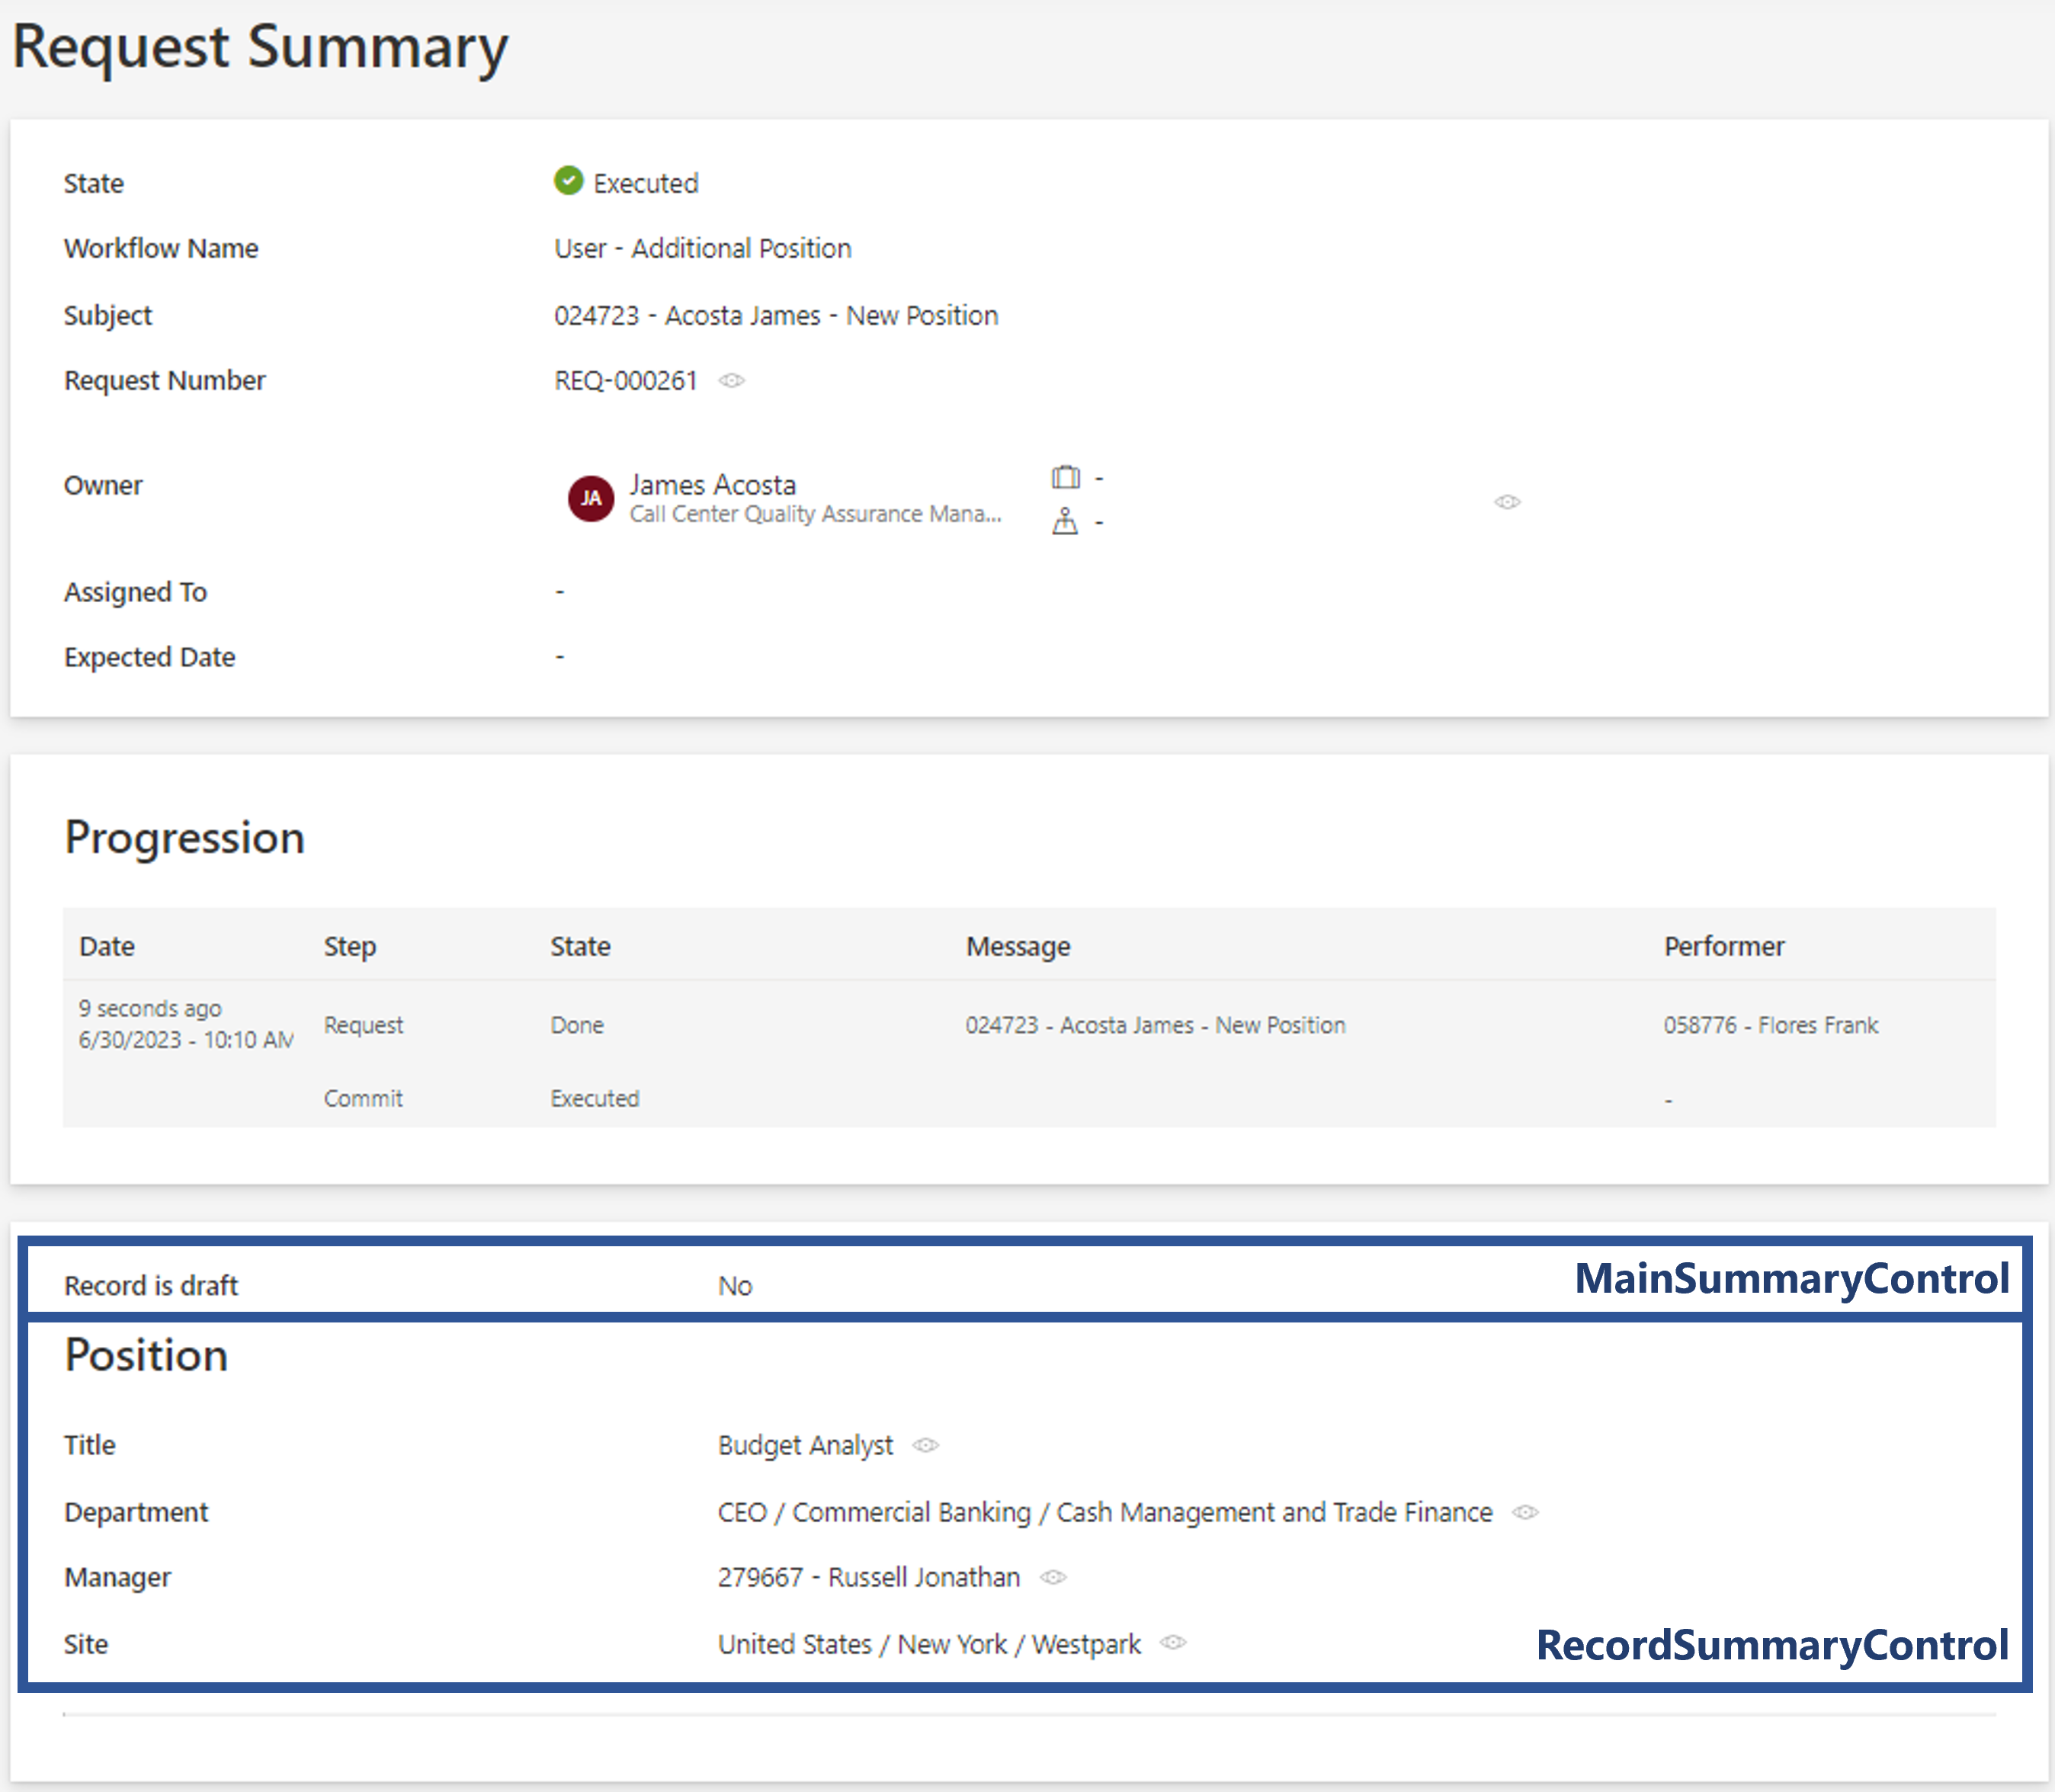 Request Summary
State Executed
Workflow Name User - Additional Position
Subject 024723 - Acosta James - New Position
Request Number REQ-000261
Owner JA James Acosta -
Call Center Quality Assurance Mana... -
Assigned To -
Expected Date -
Progression
Date Step State Message Performer
9 seconds ago
6/30/2023 - 10:10 AM Request Done 024723 - Acosta James - New Position 058776 - Flores Frank
Commit Executed -
Record is draft No MainSummaryControl
Position
Title Budget Analyst
Department CEO / Commercial Banking / Cash Management and Trade Finance
Manager 279667 - Russell Jonathan
Site United States / New York / Westpark RecordSummaryControl